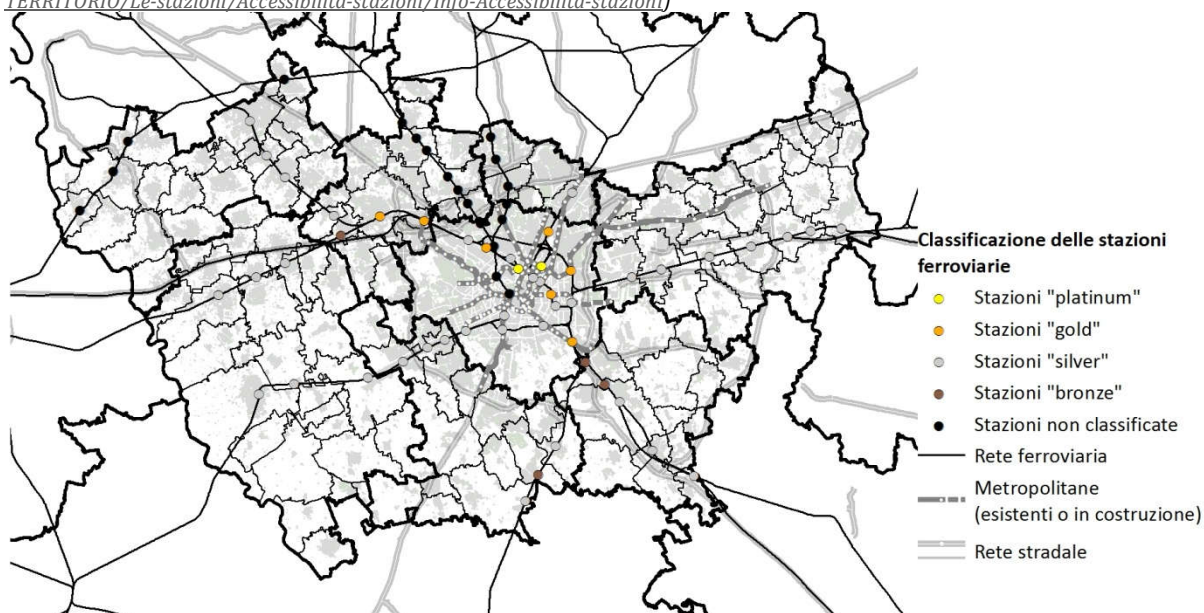 TERRITORIO/Le-stazioni/Accessibilita-stazioni/Info-Accessibilita-stazioni)
Classificazione delle stazioni
ferroviarie
Stazioni "platinum"
Stazioni "gold"
Stazioni "silver"
Stazioni "bronze"
Stazioni non classificate
Rete ferroviaria
Metropolitane
(esistenti o in costruzione)
Rete stradale